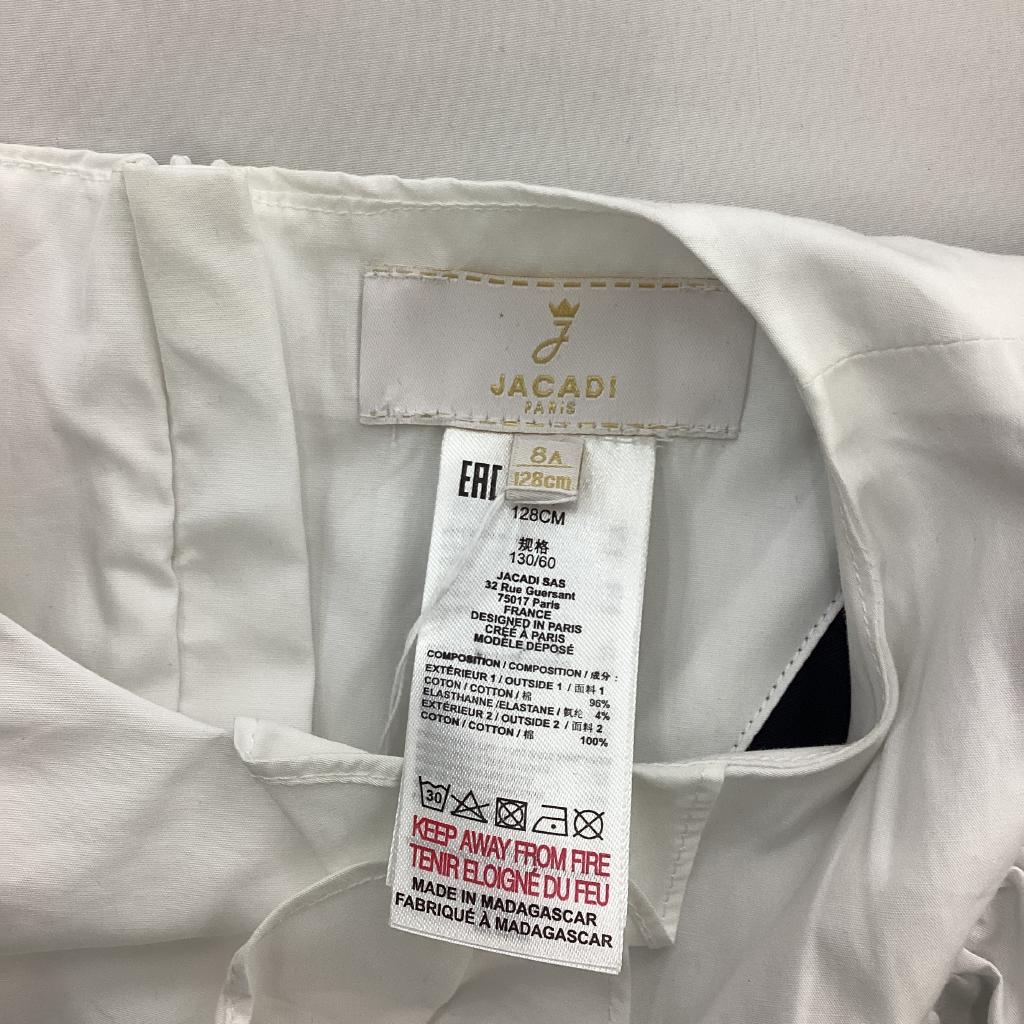 J
JACADI
PARIS
8A
128cm
EAC
128CM
规格
130/60
JACADI SAS
32 Rue Guersant
75017 Paris
FRANCE
DESIGNED IN PARIS
CRÉÉ À PARIS
MODÈLE DÉPOSÉ
COMPOSITION / COMPOSITION / 成分 :
EXTÉRIEUR 1 / OUTSIDE 1 / 面料 1
COTON / COTTON / 棉 96%
ELASTHANNE /ELASTANE / 氨纶 4%
EXTÉRIEUR 2 / OUTSIDE 2 / 面料 2
COTON / COTTON / 棉 100%
30
KEEP AWAY FROM FIRE
TENIR ELOIGNÉ DU FEU
MADE IN MADAGASCAR
FABRIQUÉ À MADAGASCAR